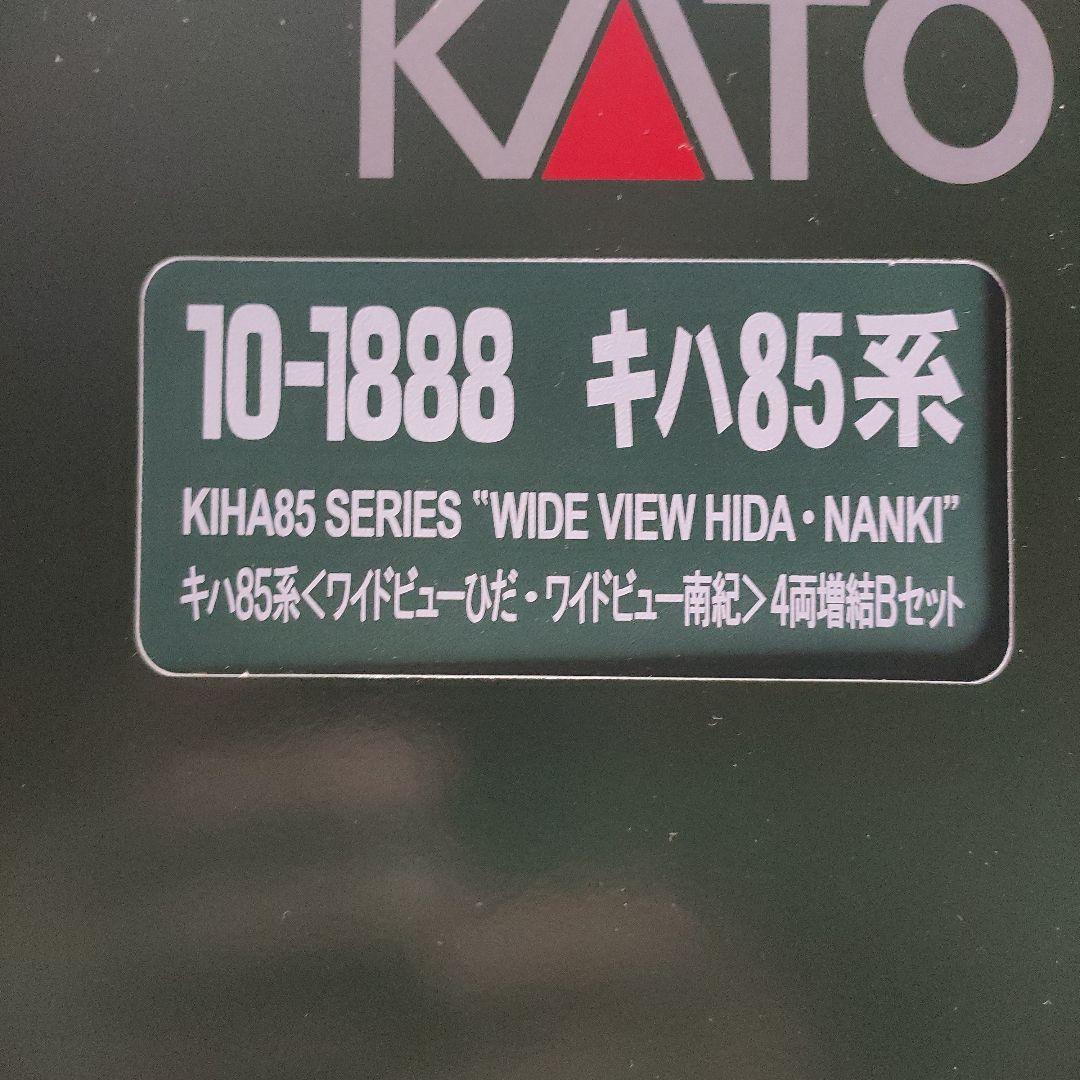 KATO
10-1888 キハ85系
KIHA85 SERIES “WIDE VIEW HIDA・NANKI”
キハ85系<ワイドビューひだ・ワイドビュー南紀>4両増結Bセット